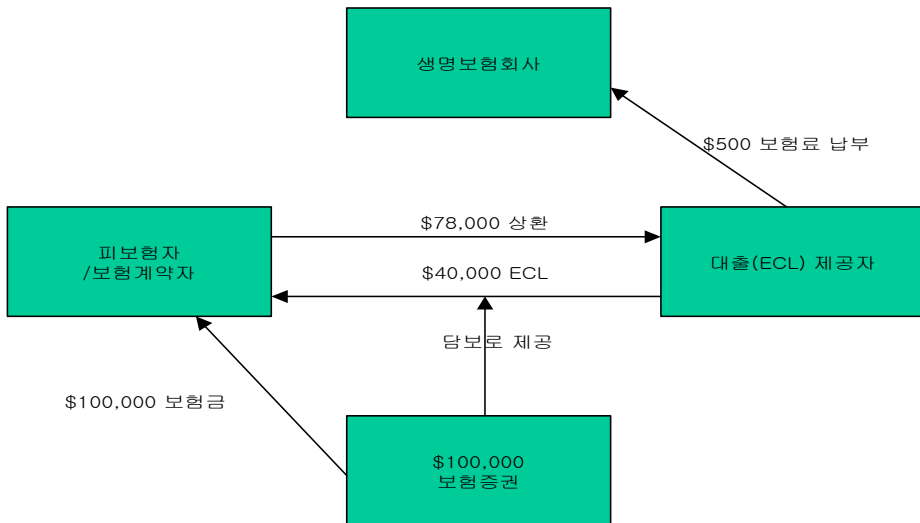 생명보험회사
$500 보험료 납부
피보험자
/보험계약자
$78,000 상환
$40,000 ECL
대출(ECL) 제공자
담보로 제공
$100,000 보험금
$100,000
보험증권